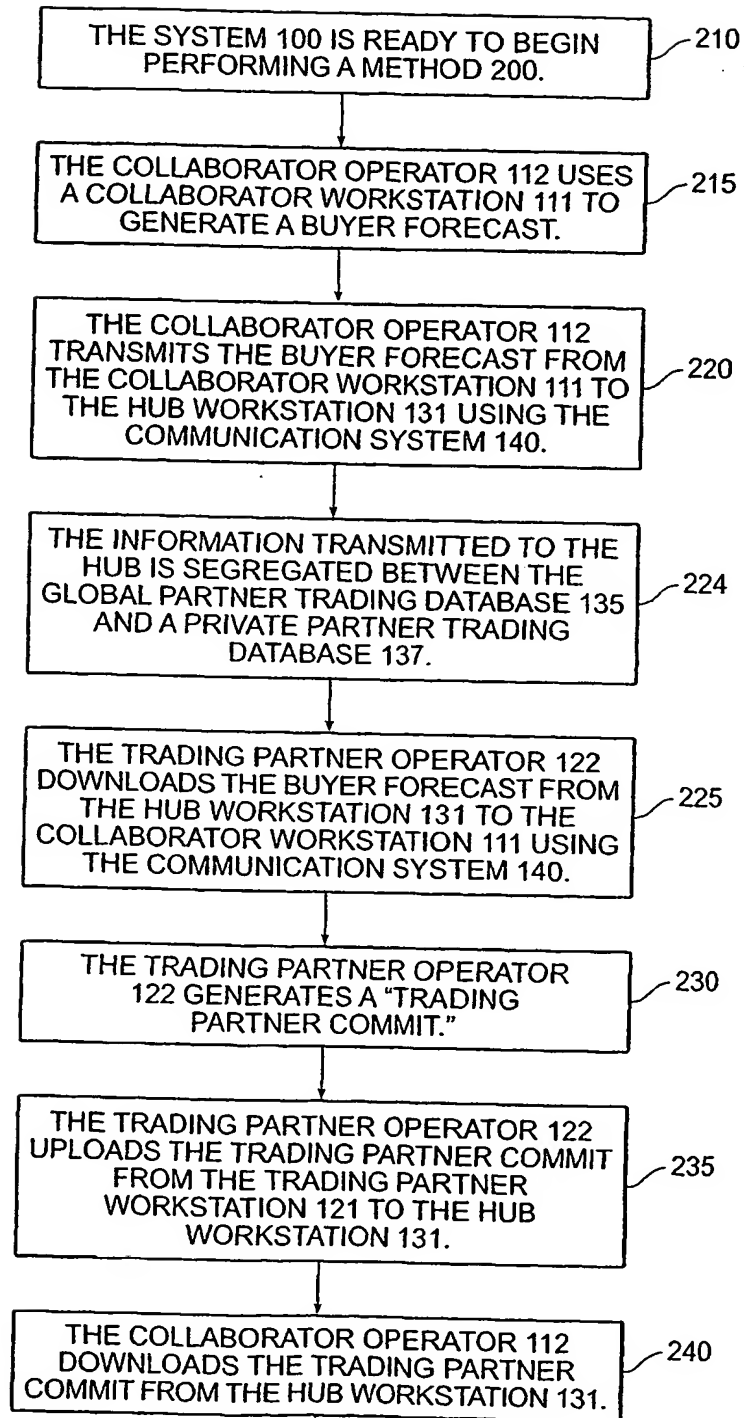 THE SYSTEM 100 IS READY TO BEGIN
PERFORMING A METHOD 200.
210
THE COLLABORATOR OPERATOR 112 USES
A COLLABORATOR WORKSTATION 111 TO
GENERATE A BUYER FORECAST.
215
THE COLLABORATOR OPERATOR 112
TRANSMITS THE BUYER FORECAST FROM
THE COLLABORATOR WORKSTATION 111 TO
THE HUB WORKSTATION 131 USING THE
COMMUNICATION SYSTEM 140.
220
THE INFORMATION TRANSMITTED TO THE
HUB IS SEGREGATED BETWEEN THE
GLOBAL PARTNER TRADING DATABASE 135
AND A PRIVATE PARTNER TRADING
DATABASE 137.
224
THE TRADING PARTNER OPERATOR 122
DOWNLOADS THE BUYER FORECAST FROM
THE HUB WORKSTATION 131 TO THE
COLLABORATOR WORKSTATION 111 USING
THE COMMUNICATION SYSTEM 140.
225
THE TRADING PARTNER OPERATOR
122 GENERATES A “TRADING
PARTNER COMMIT.”
230
THE TRADING PARTNER OPERATOR 122
UPLOADS THE TRADING PARTNER COMMIT
FROM THE TRADING PARTNER
WORKSTATION 121 TO THE HUB
WORKSTATION 131.
235
THE COLLABORATOR OPERATOR 112
DOWNLOADS THE TRADING PARTNER
COMMIT FROM THE HUB WORKSTATION 131.
240